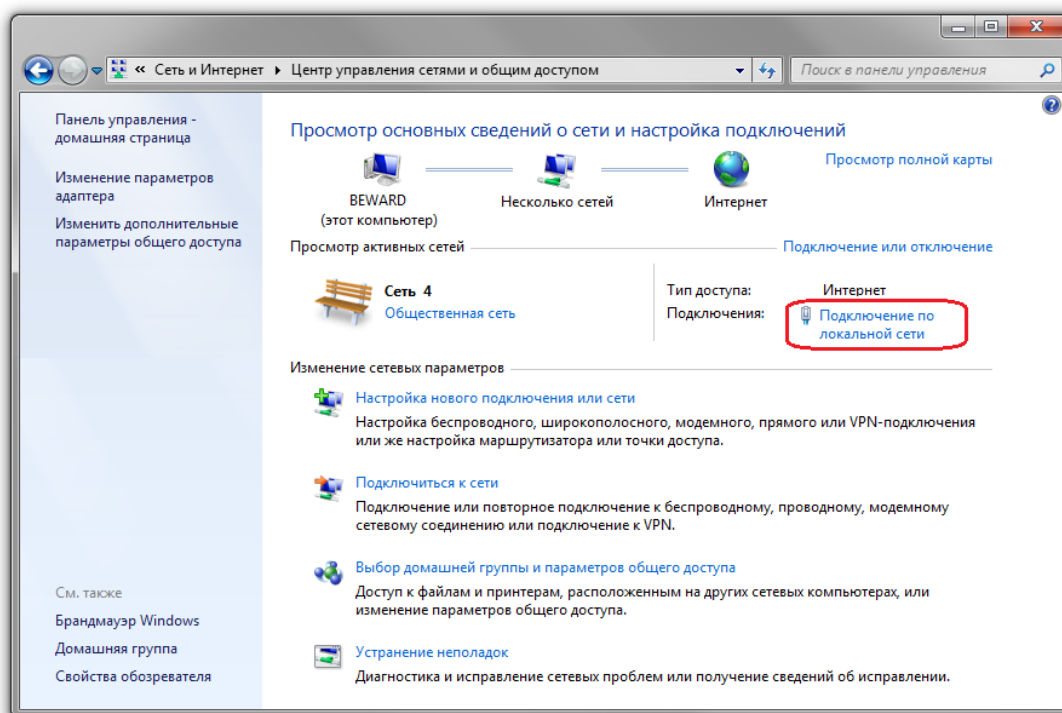 « Сеть и Интернет ▸ Центр управления сетями и общим доступом
Поиск в панели управления
Панель управления -
домашняя страница
Изменение параметров
адаптера
Изменить дополнительные
параметры общего доступа
См. также
Брандмауэр Windows
Домашняя группа
Свойства обозревателя
Просмотр основных сведений о сети и настройка подключений
Просмотр полной карты
BEWARD
(этот компьютер)
Несколько сетей
Интернет
Просмотр активных сетей
Подключение или отключение
Сеть 4
Общественная сеть
Тип доступа: Интернет
Подключения: Подключение по
локальной сети
Изменение сетевых параметров
Настройка нового подключения или сети
Настройка беспроводного, широкополосного, модемного, прямого или VPN-подключения
или же настройка маршрутизатора или точки доступа.
Подключиться к сети
Подключение или повторное подключение к беспроводному, проводному, модемному
сетевому соединению или подключение к VPN.
Выбор домашней группы и параметров общего доступа
Доступ к файлам и принтерам, расположенным на других сетевых компьютерах, или
изменение параметров общего доступа.
Устранение неполадок
Диагностика и исправление сетевых проблем или получение сведений об исправлении.